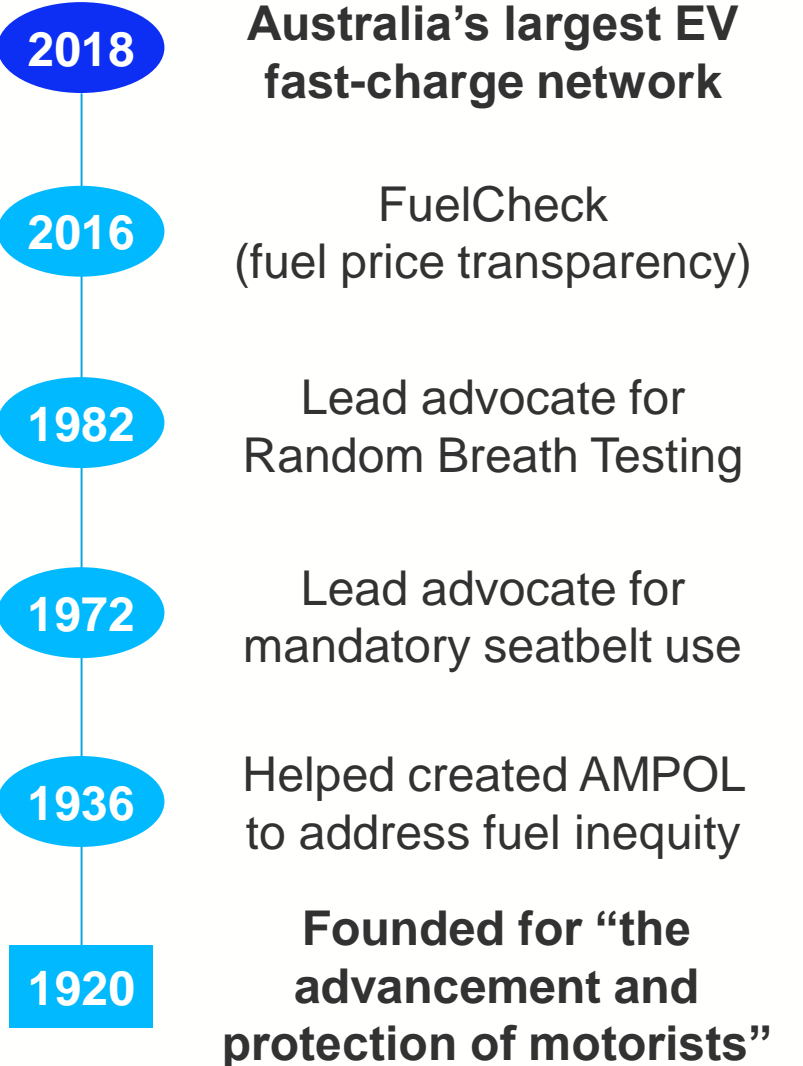 2018
Australia’s largest EV
fast-charge network
2016
FuelCheck
(fuel price transparency)
1982
Lead advocate for
Random Breath Testing
1972
Lead advocate for
mandatory seatbelt use
1936
Helped created AMPOL
to address fuel inequity
1920
Founded for “the
advancement and
protection of motorists”